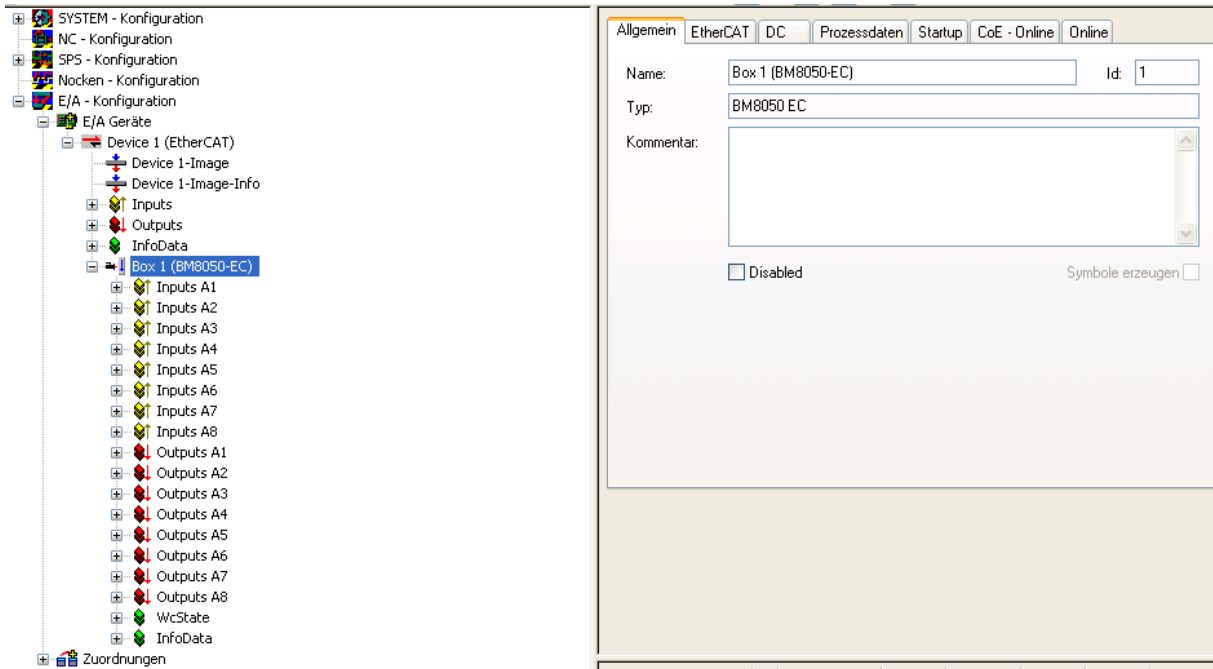 SYSTEM - Konfiguration
NC - Konfiguration
SPS - Konfiguration
Nocken - Konfiguration
E/A - Konfiguration
E/A Geräte
Device 1 (EtherCAT)
Device 1-Image
Device 1-Image-Info
Inputs
Outputs
InfoData
Box 1 (BM8050-EC)
Inputs A1
Inputs A2
Inputs A3
Inputs A4
Inputs A5
Inputs A6
Inputs A7
Inputs A8
Outputs A1
Outputs A2
Outputs A3
Outputs A4
Outputs A5
Outputs A6
Outputs A7
Outputs A8
WcState
InfoData
Zuordnungen
Allgemein EtherCAT DC Prozessdaten Startup CoE - Online Online
Name: Box 1 (BM8050-EC) Id: 1
Typ: BM8050 EC
Kommentar:
Disabled Symbole erzeugen